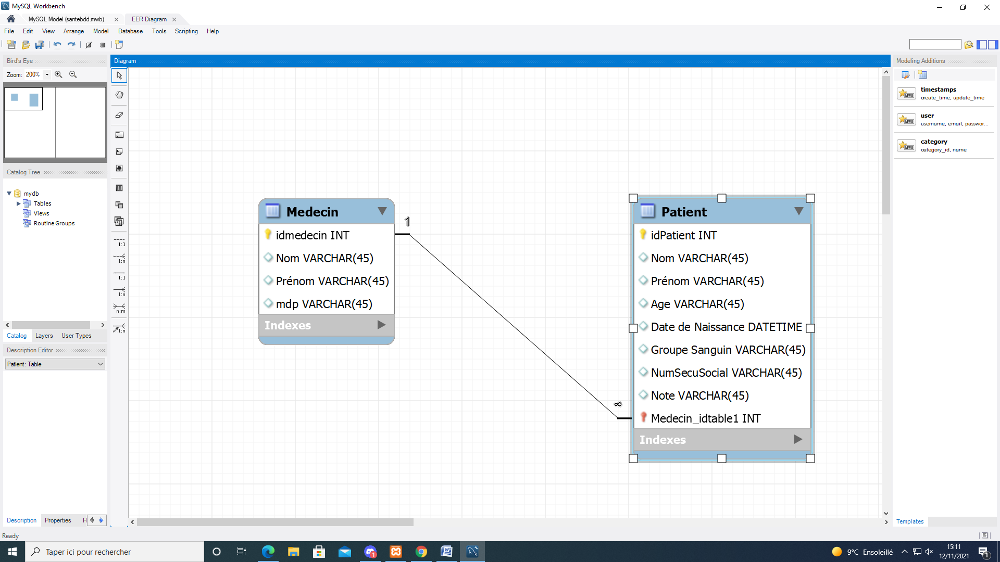 MySQL Workbench
MySQL Model (santebdd.mwb)
EER Diagram
File Edit View Arrange Model Database Tools Scripting Help
Bird's Eye
Zoom: 200%
Diagram
Modeling Additions
timestamps
create_time, update_time
user
username, email, passwor...
category
category_id, name
Catalog Tree
mydb
Tables
Views
Routine Groups
1:1
1:n
1:1
1:n
n:m
1:n
Medecin
idmedecin INT
Nom VARCHAR(45)
Prénom VARCHAR(45)
mdp VARCHAR(45)
Indexes
1
∞
Patient
idPatient INT
Nom VARCHAR(45)
Prénom VARCHAR(45)
Age VARCHAR(45)
Date de Naissance DATETIME
Groupe Sanguin VARCHAR(45)
NumSecuSocial VARCHAR(45)
Note VARCHAR(45)
Medecin_idtable1 INT
Indexes
Catalog Layers User Types
Description Editor
Patient: Table
Description Properties H
Templates
Ready
Taper ici pour rechercher
9°C Ensoleillé
15:11
12/11/2021